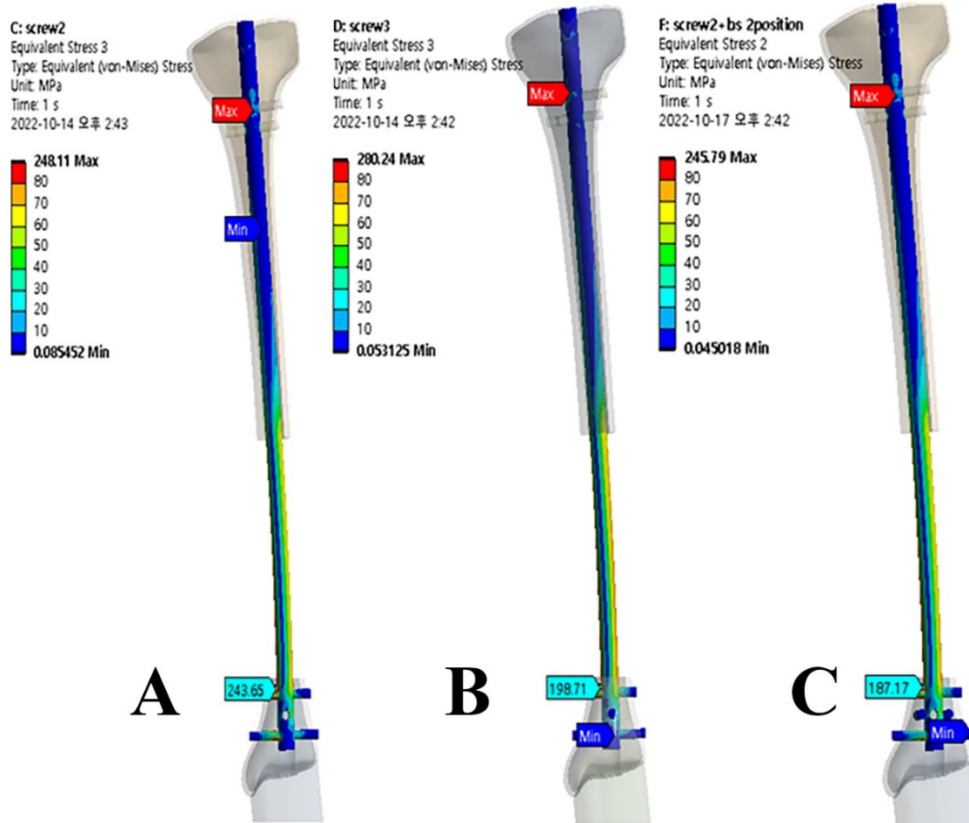 C: screw2
Equivalent Stress 3
Type: Equivalent (von-Mises) Stress
Unit: MPa
Time: 1 s
2022-10-14 오후 2:43
248.11 Max
80
70
60
50
40
30
20
10
0.085452 Min
Max
Min
243.65
A
D: screw3
Equivalent Stress 3
Type: Equivalent (von-Mises) Stress
Unit: MPa
Time: 1 s
2022-10-14 오후 2:42
280.24 Max
80
70
60
50
40
30
20
10
0.053125 Min
Max
198.71
Min
B
F: screw2+bs 2position
Equivalent Stress 2
Type: Equivalent (von-Mises) Stress
Unit: MPa
Time: 1 s
2022-10-17 오후 2:42
245.79 Max
80
70
60
50
40
30
20
10
0.045018 Min
Max
187.17
Min
C